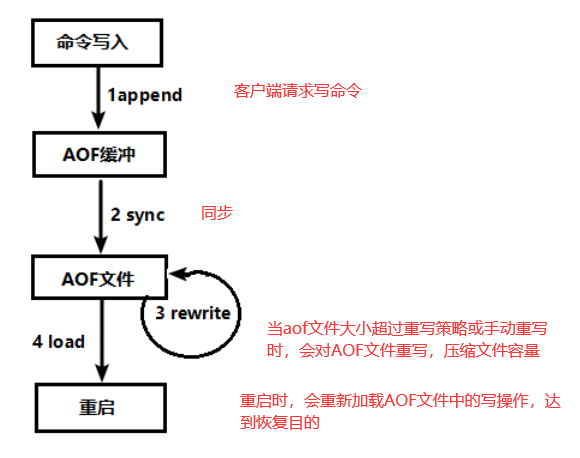 命令写入
1append
客户端请求写命令
AOF缓冲
2 sync
同步
AOF文件
3 rewrite
当aof文件大小超过重写策略或手动重写
时，会对AOF文件重写，压缩文件容量
4 load
重启
重启时，会重新加载AOF文件中的写操作，达
到恢复目的